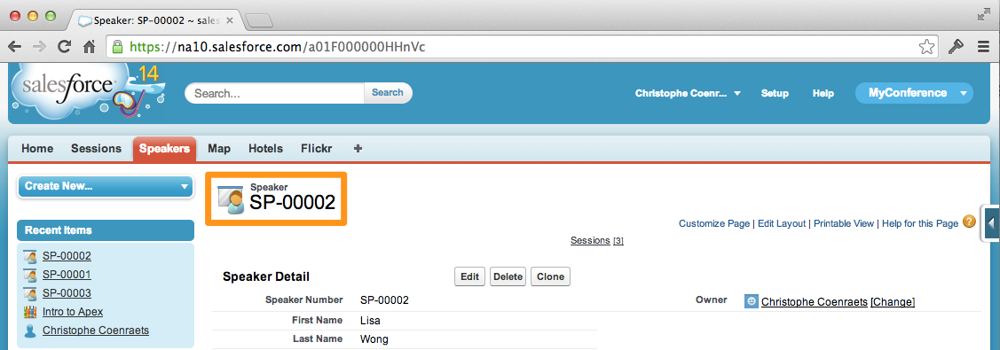 Speaker: SP-00002 ~ sales
https://na10.salesforce.com/a01F000000HHnVc
salesforce '14
Search... Search
Christophe Coenr... Setup Help MyConference
Home Sessions Speakers Map Hotels Flickr +
Create New...
Speaker
SP-00002
Customize Page | Edit Layout | Printable View | Help for this Page ?
Sessions [3]
Recent Items
SP-00002
SP-00001
SP-00003
Intro to Apex
Christophe Coenraets
Speaker Detail Edit Delete Clone
Speaker Number SP-00002 Owner Christophe Coenraets [Change]
First Name Lisa
Last Name Wong